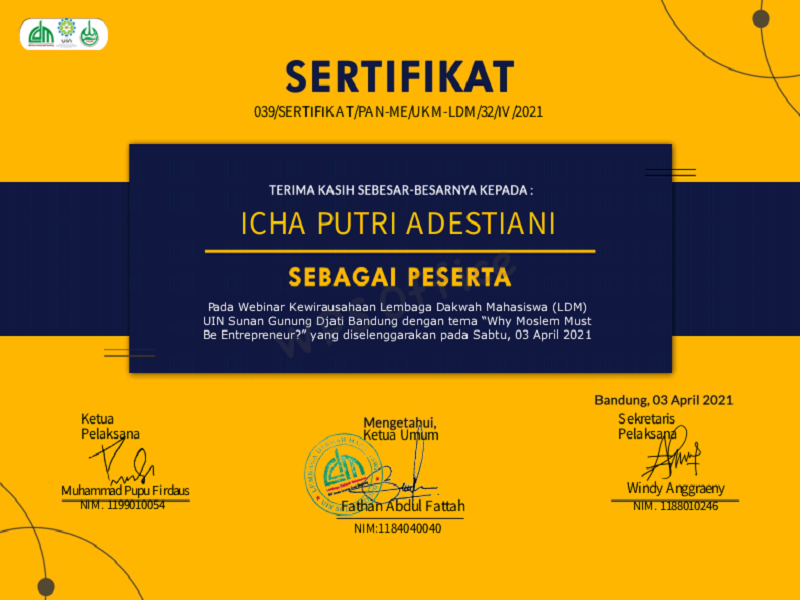 SERTIFIKAT
039/SERTIFIKAT/PAN-ME/UKM-LDM/32/IV/2021
TERIMA KASIH SEBESAR-BESARNYA KEPADA :
ICHA PUTRI ADESTIANI
SEBAGAI PESERTA
Pada Webinar Kewirausahaan Lembaga Dakwah Mahasiswa (LDM)
UIN Sunan Gunung Djati Bandung dengan tema “Why Moslem Must
Be Entrepreneur?” yang diselenggarakan pada Sabtu, 03 April 2021
WPS Office
Bandung, 03 April 2021
Ketua
Pelaksana
Muhammad Pupu Firdaus
NIM. 1199010054
Mengetahui,
Ketua Umum
Fathan Abdul Fattah
NIM:1184040040
Sekretaris
Pelaksana
Windy Anggraeny
NIM. 1188010246